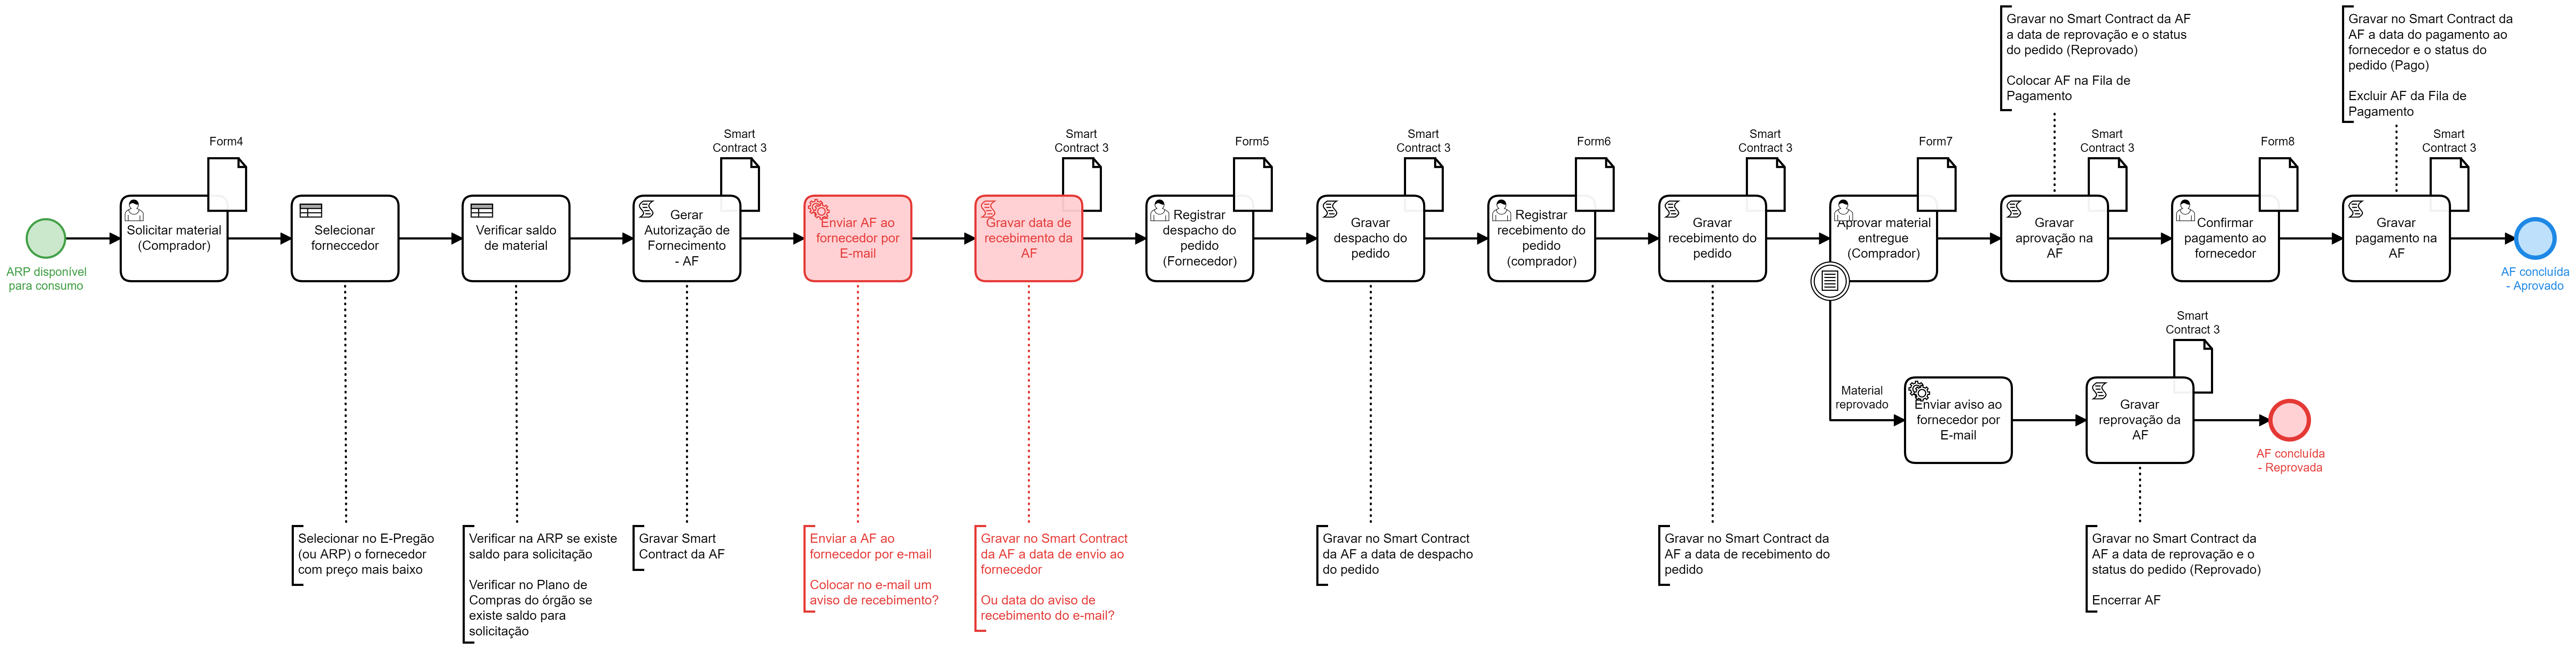 ARP disponível
para consumo
Form4
Solicitar material
(Comprador)
Selecionar
forneccedor
Selecionar no E-Pregão
(ou ARP) o fornecedor
com preço mais baixo
Verificar saldo
de material
Verificar na ARP se existe
saldo para solicitação
Verificar no Plano de
Compras do órgão se
existe saldo para
solicitação
Smart
Contract 3
Gerar
Autorização de
Fornecimento
- AF
Gravar Smart
Contract da AF
Enviar AF ao
fornecedor por
E-mail
Enviar a AF ao
fornecedor por e-mail
Colocar no e-mail um
aviso de recebimento?
Smart
Contract 3
Gravar data de
recebimento da
AF
Gravar no Smart Contract
da AF a data de envio ao
fornecedor
Ou data do aviso de
recebimento do e-mail?
Form5
Registrar
despacho do
pedido
(Fornecedor)
Smart
Contract 3
Gravar
despacho do
pedido
Gravar no Smart Contract
da AF a data de despacho
do pedido
Form6
Registrar
recebimento do
pedido
(comprador)
Smart
Contract 3
Gravar
recebimento do
pedido
Gravar no Smart Contract da
AF a data de recebimento do
pedido
Form7
Aprovar material
entregue
(Comprador)
Gravar no Smart Contract da AF
a data de reprovação e o status
do pedido (Reprovado)
Colocar AF na Fila de
Pagamento
Smart
Contract 3
Gravar
aprovação na
AF
Form8
Confirmar
pagamento ao
fornecedor
Gravar no Smart Contract da
AF a data do pagamento ao
fornecedor e o status do
pedido (Pago)
Excluir AF da Fila de
Pagamento
Smart
Contract 3
Gravar
pagamento na
AF
AF concluída
- Aprovado
Material
reprovado
Enviar aviso ao
fornecedor por
E-mail
Smart
Contract 3
Gravar
reprovação da
AF
AF concluída
- Reprovada
Gravar no Smart Contract da
AF a data de reprovação e o
status do pedido (Reprovado)
Encerrar AF